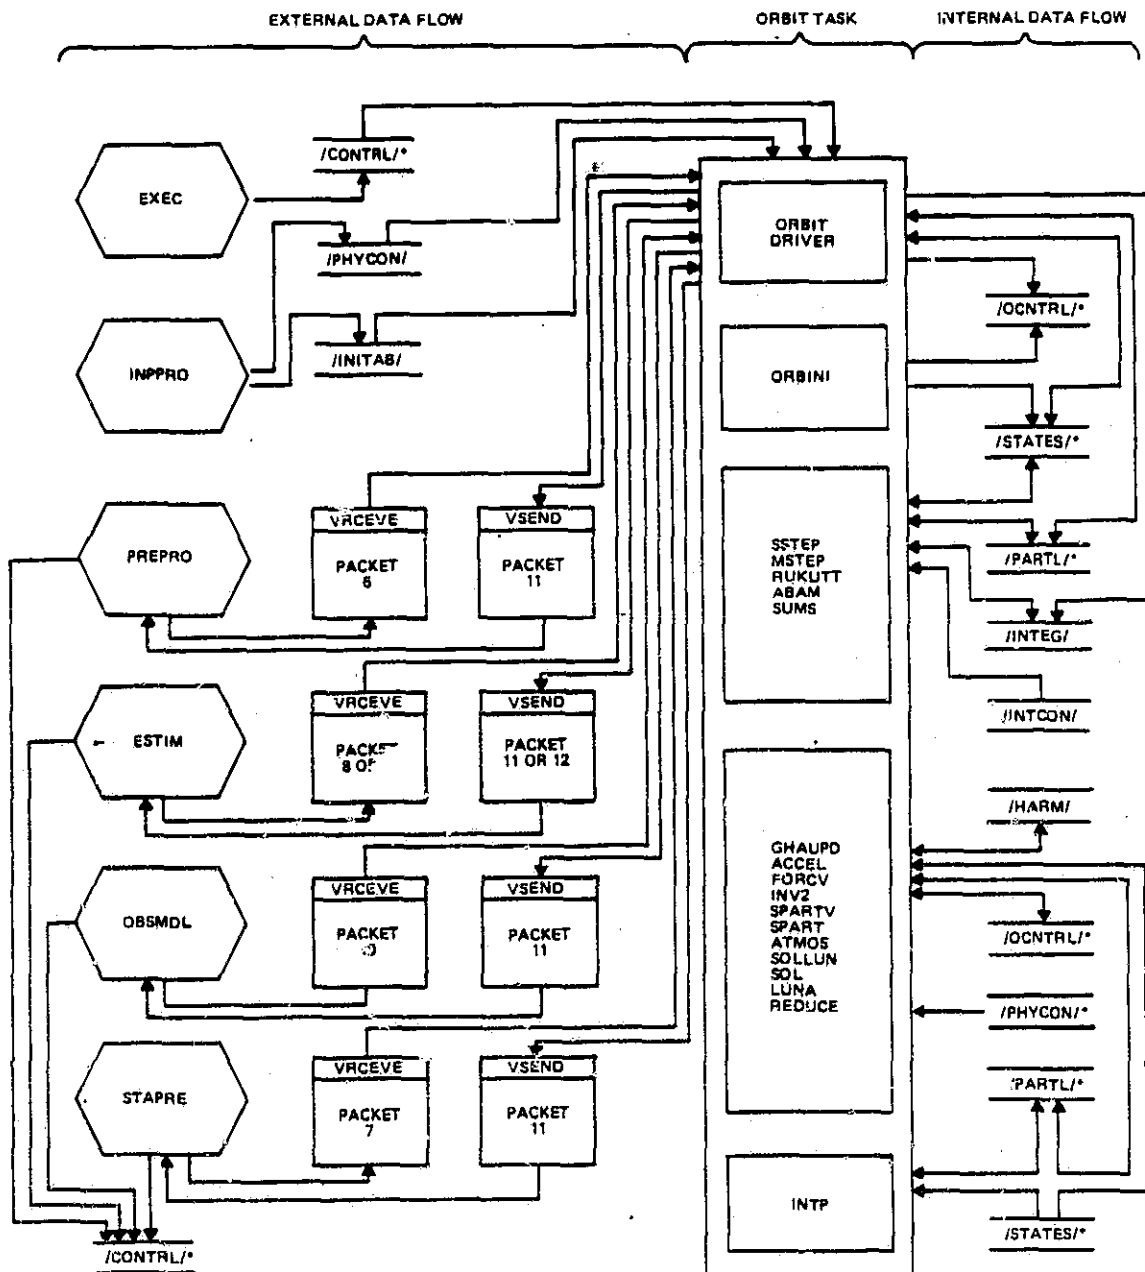 EXTERNAL DATA FLOW
ORBIT TASK
INTERNAL DATA FLOW
/CONTRL/*
EXEC
/PHYCON/
INPPRO
/INITAB/
ORBIT
DRIVER
/OCNTRL/*
ORBINI
/STATES/*
PREPRO
VRCEVE
PACKET
6
VSEND
PACKET
11
SSTEP
MSTEP
RUKUTT
ABAM
SUMS
/PARTL/*
/INTEG/
/INTCON/
ESTIM
VRCEVE
PACKET
8 OR
VSEND
PACKET
11 OR 12
OBSMDL
VRCEVE
PACKET
VSEND
PACKET
11
GHAUPD
ACCEL
FORCV
INV2
SPARTV
SPART
ATMOS
SOLLUN
SOL
LUNA
REDUCE
/HARM/
/OCNTRL/*
/PHYCON/*
STAPRE
VRCEVE
PACKET
7
VSEND
PACKET
11
/PARTL/*
INTP
/STATES/*
/CONTRL/*